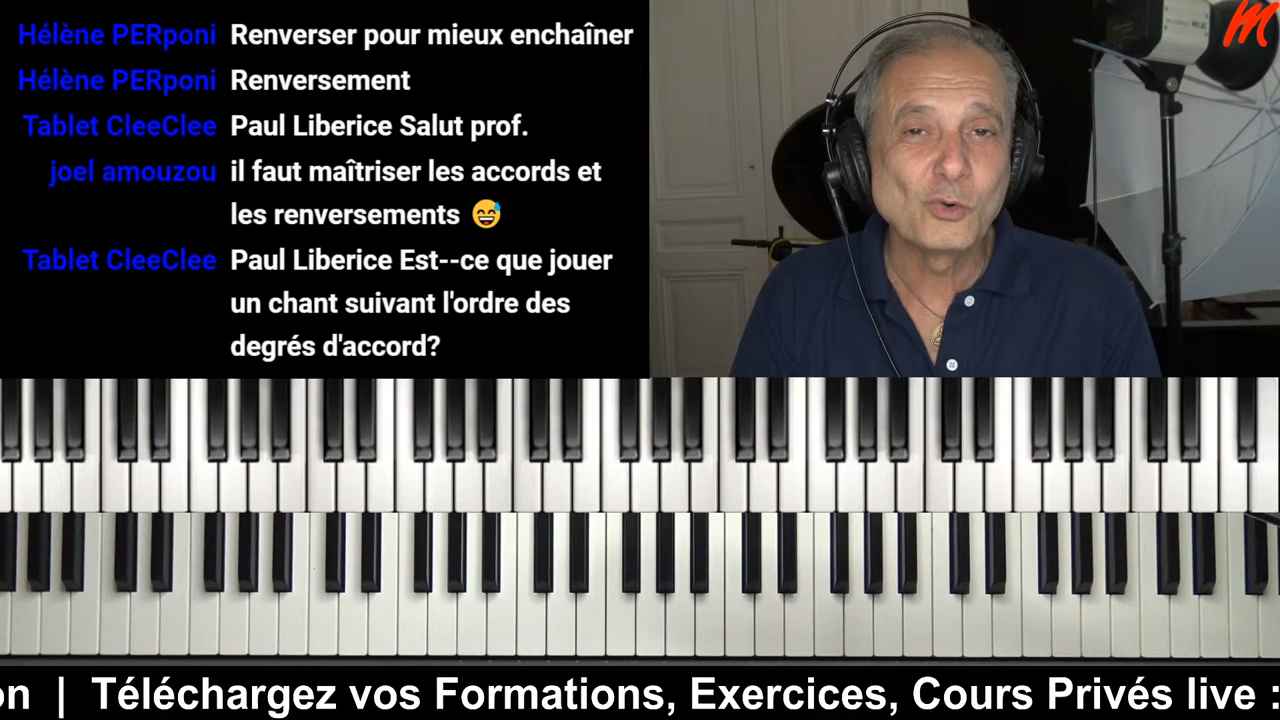 Hélène PERponi Renverser pour mieux enchaîner
Hélène PERponi Renversement
Tablet CleeClee Paul Liberice Salut prof.
joel amouzou il faut maîtriser les accords et
les renversements 😅
Tablet CleeClee Paul Liberice Est--ce que jouer
un chant suivant l'ordre des
degrés d'accord?
M
on | Téléchargez vos Formations, Exercices, Cours Privés live :